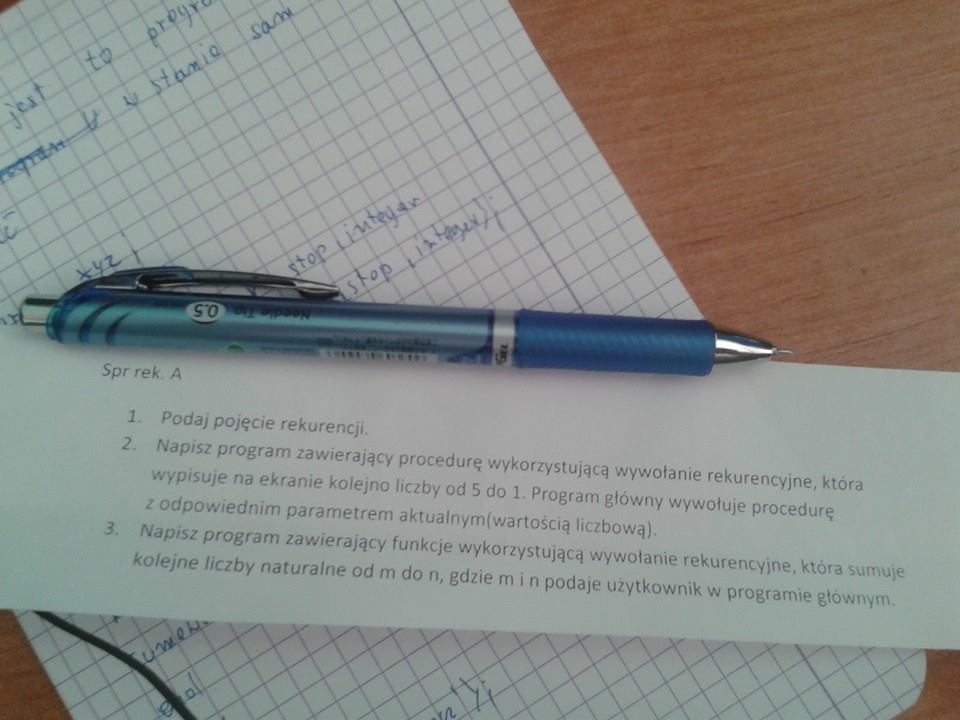 jest to progra
w stanie sam
xyz;
stop, integer
stop, integer);
Needle Tip 0.5
Spr rek. A
1. Podaj pojęcie rekurencji.
2. Napisz program zawierający procedurę wykorzystującą wywołanie rekurencyjne, która
wypisuje na ekranie kolejno liczby od 5 do 1. Program główny wywołuje procedurę
z odpowiednim parametrem aktualnym(wartością liczbową).
3. Napisz program zawierający funkcje wykorzystującą wywołanie rekurencyjne, która sumuje
kolejne liczby naturalne od m do n, gdzie m i n podaje użytkownik w programie głównym.